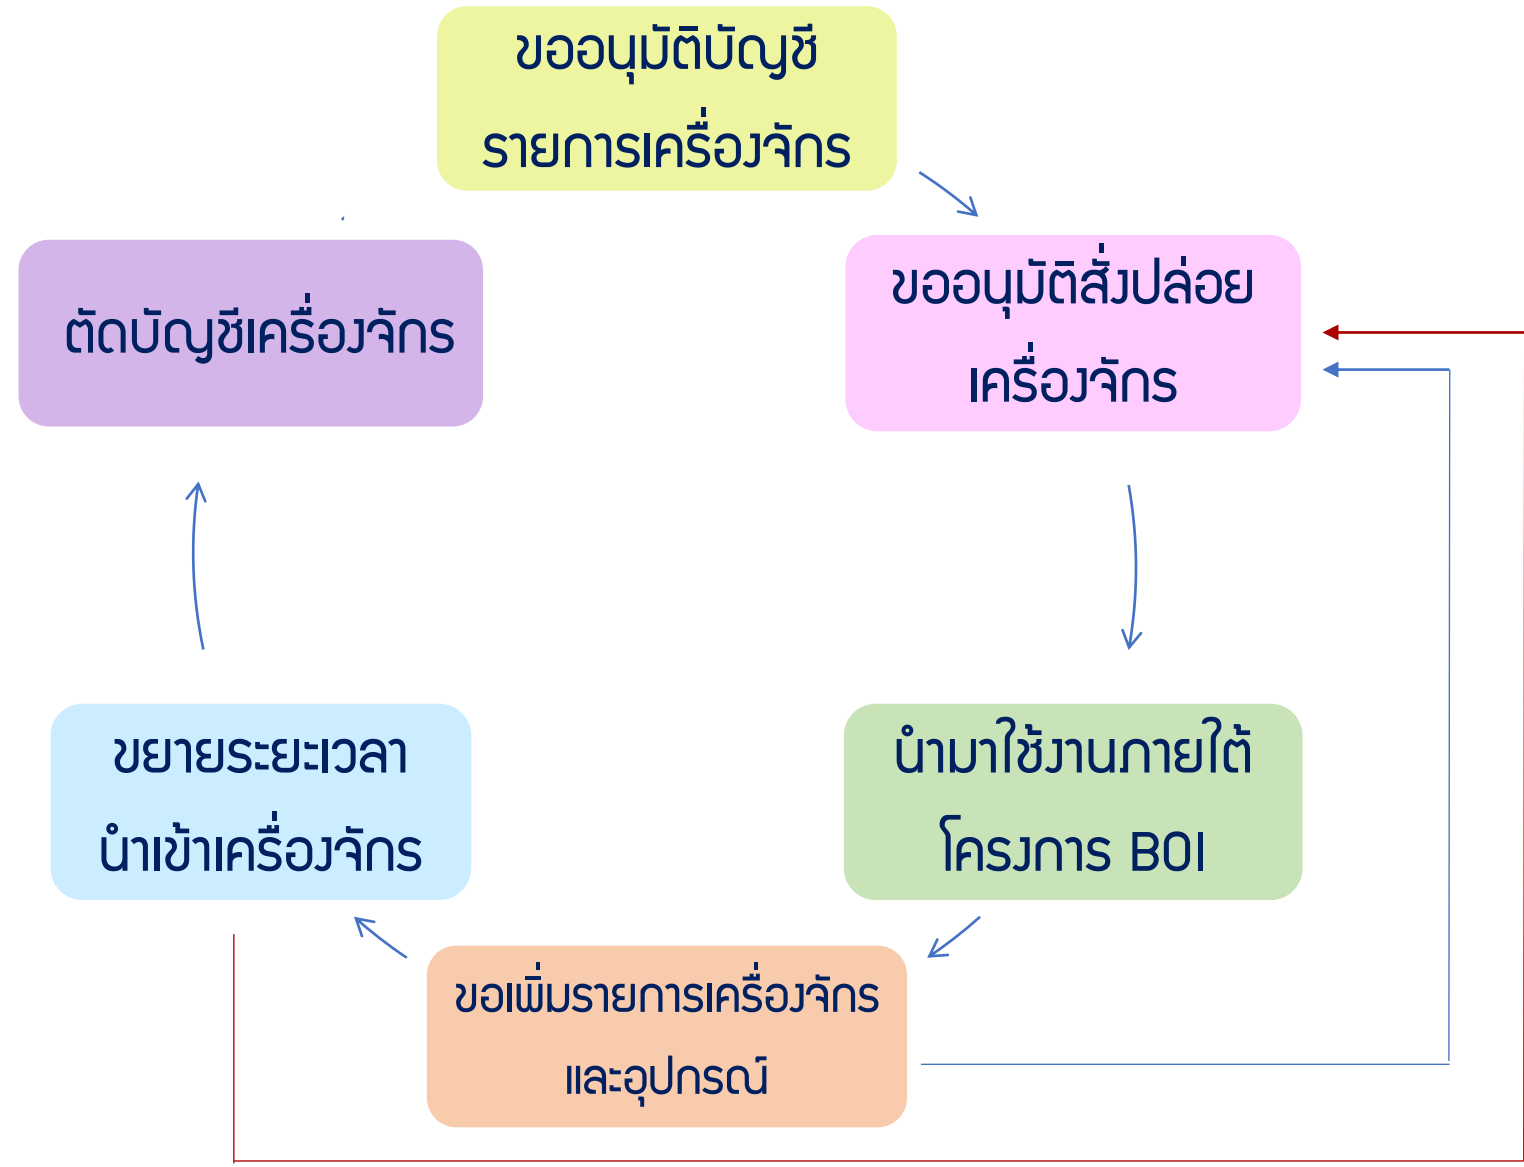 ขออนุมัติบัญชี
รายการเครื่องจักร
ขออนุมัติสั่งปล่อย
เครื่องจักร
ตัดบัญชีเครื่องจักร
นำมาใช้งานภายใต้
โครงการ BOI
ขยายระยะเวลา
นำเข้าเครื่องจักร
ขอเพิ่มรายการเครื่องจักร
และอุปกรณ์